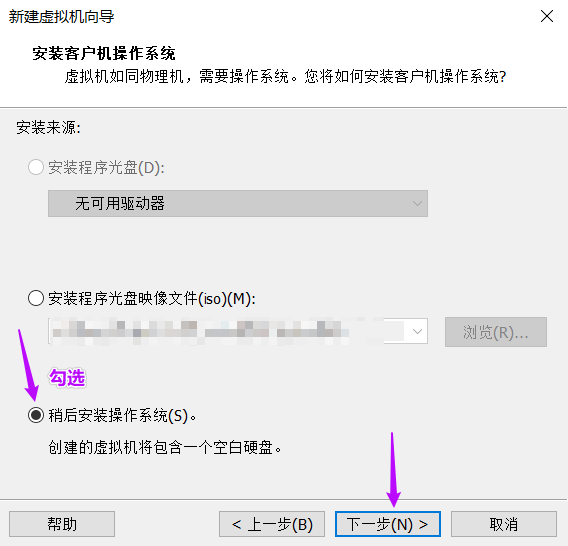 新建虚拟机向导
安装客户机操作系统
虚拟机如同物理机，需要操作系统。您将如何安装客户机操作系统?
安装来源:
安装程序光盘(D):
无可用驱动器
安装程序光盘映像文件(iso)(M):
浏览(R)...
勾选
稍后安装操作系统(S)。
创建的虚拟机将包含一个空白硬盘。
帮助
< 上一步(B)
下一步(N) >
取消